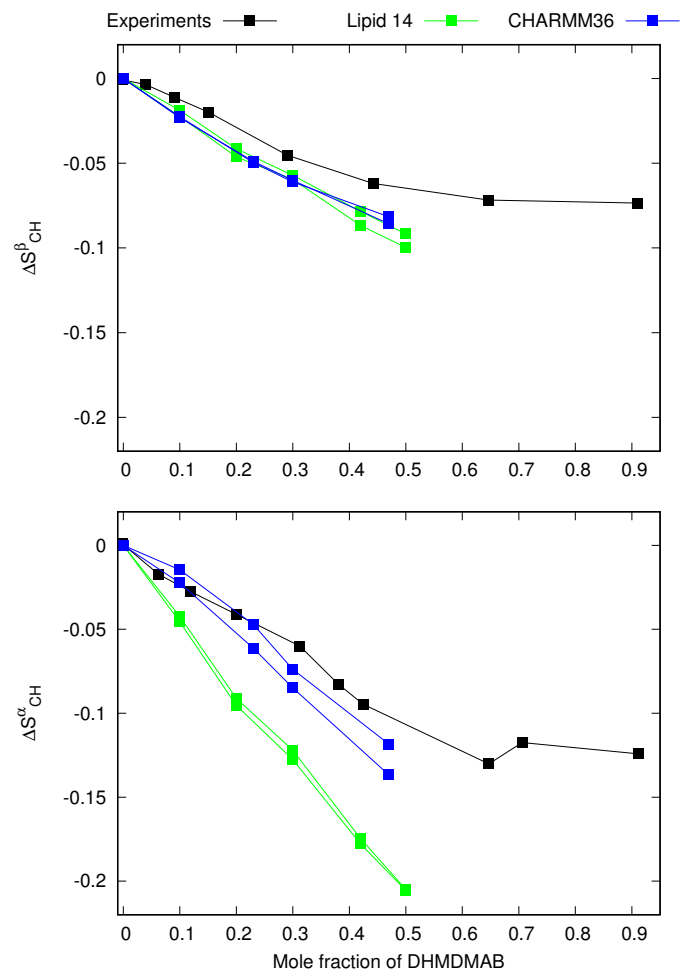 Experiments Lipid 14 CHARMM36
0
-0.05
-0.1
-0.15
-0.2
ΔS^β_CH
0 0.1 0.2 0.3 0.4 0.5 0.6 0.7 0.8 0.9
0
-0.05
-0.1
-0.15
-0.2
ΔS^α_CH
0 0.1 0.2 0.3 0.4 0.5 0.6 0.7 0.8 0.9
Mole fraction of DHMDMAB